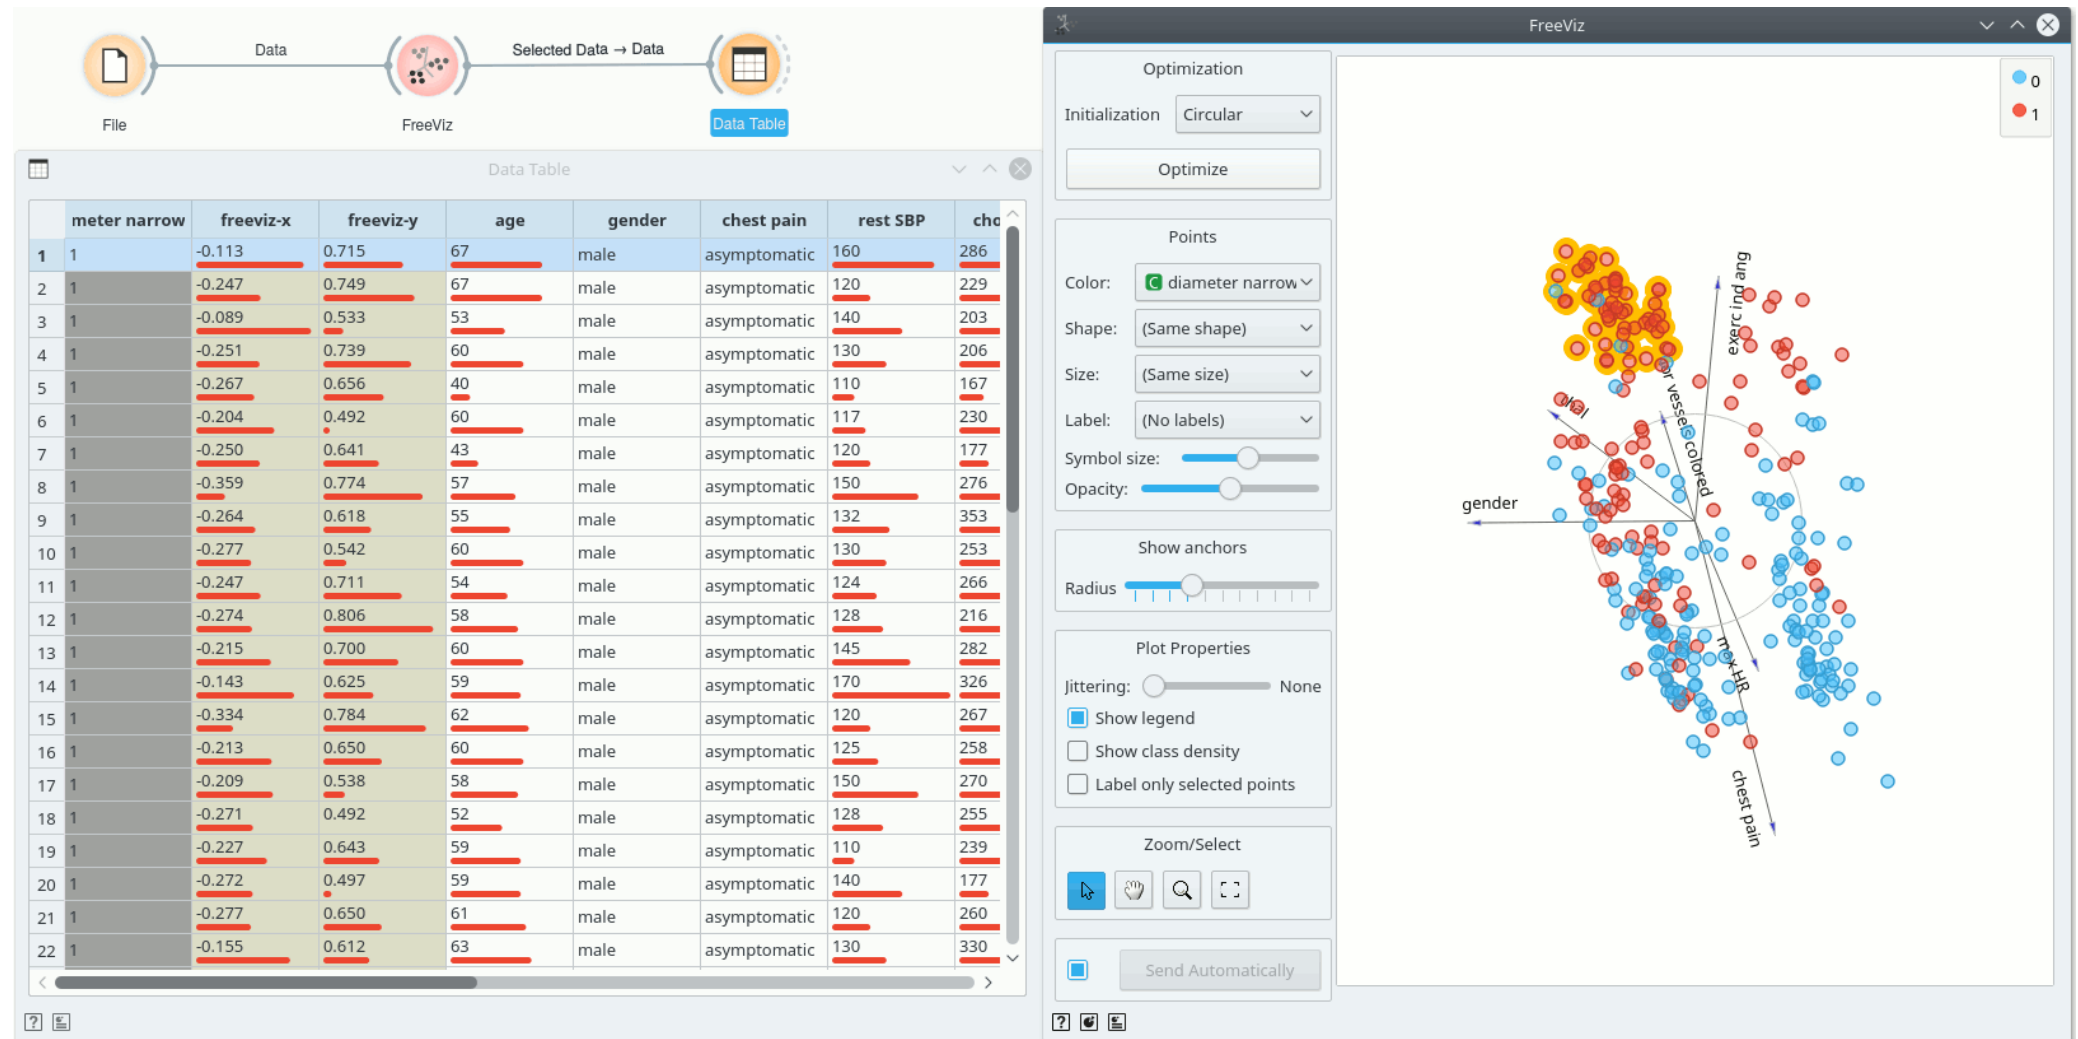 Data
Selected Data → Data
File
FreeViz
Data Table
Data Table
meter narrow freeviz-x freeviz-y age gender chest pain rest SBP cho
1 1 -0.113 0.715 67 male asymptomatic 160 286
2 1 -0.247 0.749 67 male asymptomatic 120 229
3 1 -0.089 0.533 53 male asymptomatic 140 203
4 1 -0.251 0.739 60 male asymptomatic 130 206
5 1 -0.267 0.656 40 male asymptomatic 110 167
6 1 -0.204 0.492 60 male asymptomatic 117 230
7 1 -0.250 0.641 43 male asymptomatic 120 177
8 1 -0.359 0.774 57 male asymptomatic 150 276
9 1 -0.264 0.618 55 male asymptomatic 132 353
10 1 -0.277 0.542 60 male asymptomatic 130 253
11 1 -0.247 0.711 54 male asymptomatic 124 266
12 1 -0.274 0.806 58 male asymptomatic 128 216
13 1 -0.215 0.700 60 male asymptomatic 145 282
14 1 -0.143 0.625 59 male asymptomatic 170 326
15 1 -0.334 0.784 62 male asymptomatic 120 267
16 1 -0.213 0.650 60 male asymptomatic 125 258
17 1 -0.209 0.538 58 male asymptomatic 150 270
18 1 -0.271 0.492 52 male asymptomatic 128 255
19 1 -0.227 0.643 59 male asymptomatic 110 239
20 1 -0.272 0.497 59 male asymptomatic 140 177
21 1 -0.277 0.650 61 male asymptomatic 120 260
22 1 -0.155 0.612 63 male asymptomatic 130 330
?
FreeViz
Optimization
Initialization Circular
Optimize
Points
Color: C diameter narrow
Shape: (Same shape)
Size: (Same size)
Label: (No labels)
Symbol size:
Opacity:
Show anchors
Radius
Plot Properties
Jittering: None
Show legend
Show class density
Label only selected points
Zoom/Select
Send Automatically
?
0
1
exerc ind ang
or vessels colored
thal
gender
max HR
chest pain